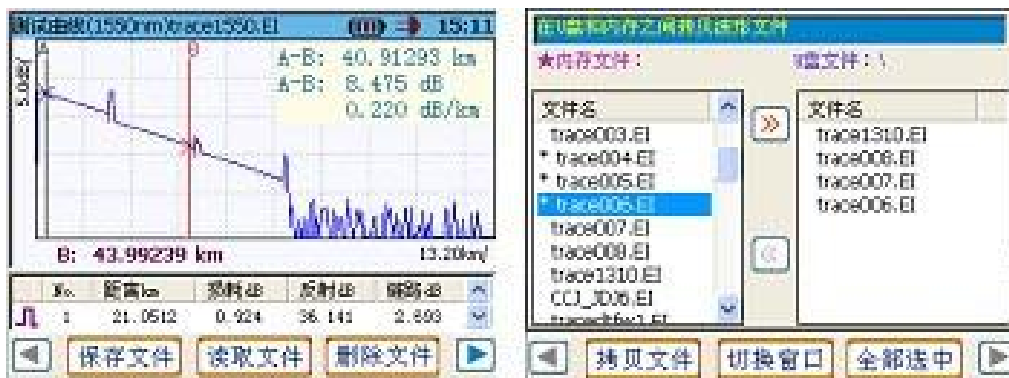 测试曲线(1550nm)trace1550.EI 15:11
A
B
A-B: 40.91293 km
A-B: 8.475 dB
0.220 dB/km
5.0dB/
B: 43.99239 km
13.20km/
No. 距离km 损耗dB 反射dB 链路dB
1 21.0512 0.924 36.141 2.693
保存文件 读取文件 删除文件
在U盘和内存之间拷贝波形文件
★内存文件: U盘文件:\
文件名
trace003.EI
* trace004.EI
* trace005.EI
* trace006.EI
trace007.EI
trace008.EI
trace1310.EI
CCJ_JDJ6.EI
文件名
trace1310.EI
trace008.EI
trace007.EI
trace006.EI
拷贝文件 切换窗口 全部选中